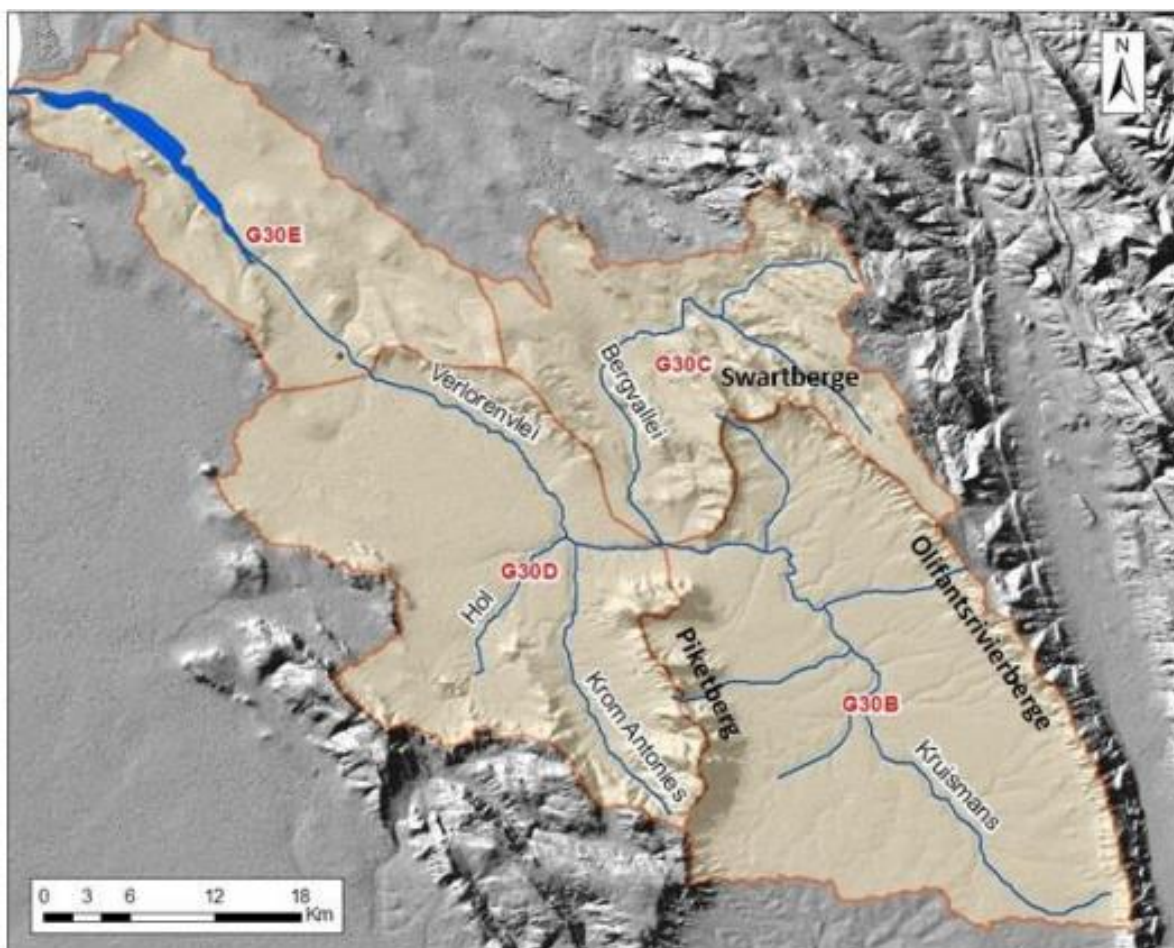 N
G30E
Verlorenvlei
Bergvallei
G30C
Swartberge
Hol
G30D
Krom Antonies
Piketberg
G30B
Kruismans
Olifantsrivierberge
0 3 6 12 18
Km